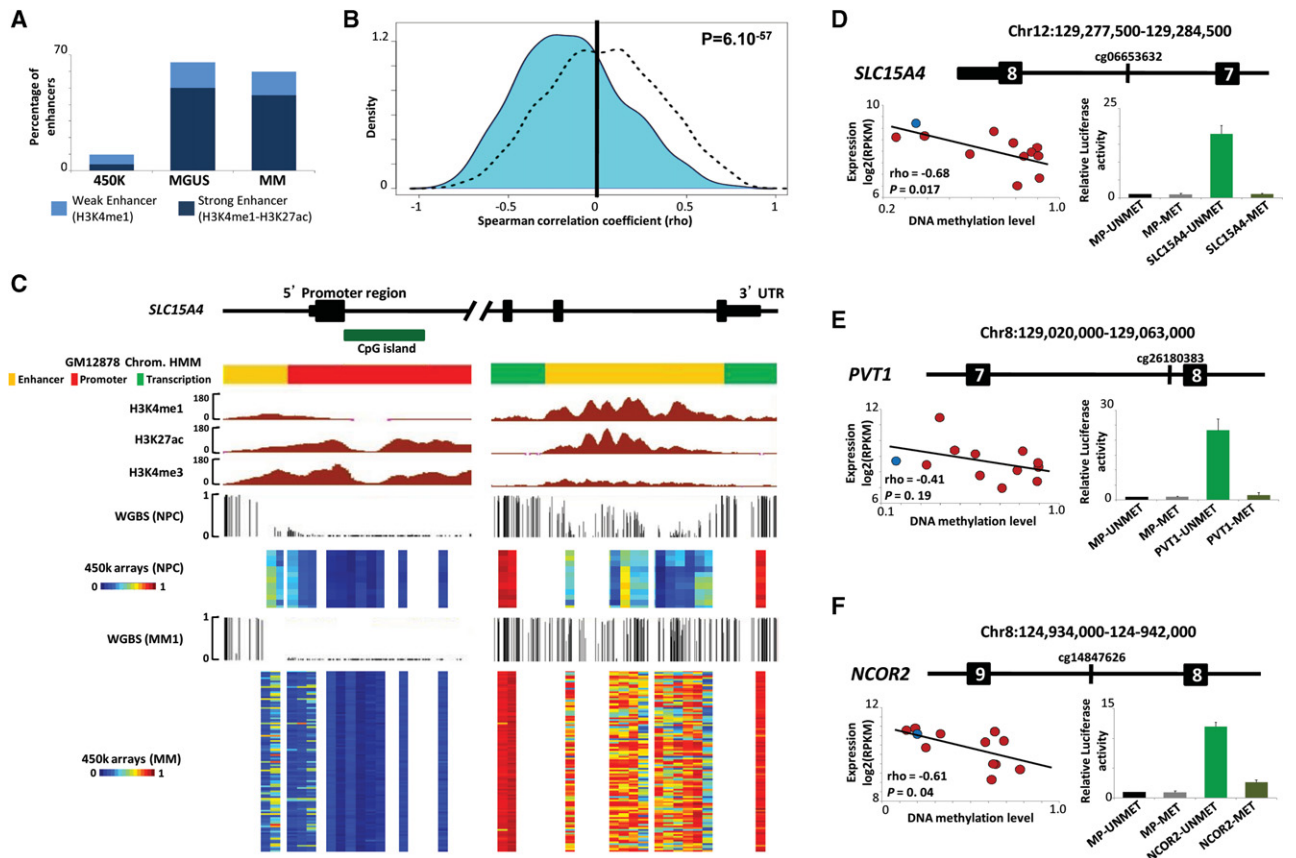 A
70
Percentage of
enhancers
0
450K MGUS MM
Weak Enhancer
(H3K4me1)
Strong Enhancer
(H3K4me1-H3K27ac)
B
P=6.10-57
1.2
Density
0
-1 -0.5 0 0.5 1
Spearman correlation coefficient (rho)
C
SLC15A4
5' Promoter region
3' UTR
CpG island
GM12878 Chrom. HMM
Enhancer Promoter Transcription
H3K4me1
180
0
H3K27ac
180
0
H3K4me3
180
0
WGBS (NPC)
1
0
450k arrays (NPC)
0 1
WGBS (MM1)
1
0
450k arrays (MM)
0 1
D
Chr12:129,277,500-129,284,500
cg06653632
SLC15A4
8 7
10
Expression
log2(RPKM)
6
rho = -0.68
P = 0.017
0.2 1.0
DNA methylation level
25
Relative Luciferase
activity
0
MP-UNMET
MP-MET
SLC15A4-UNMET
SLC15A4-MET
E
Chr8:129,020,000-129,063,000
cg26180383
PVT1
7 8
12
Expression
log2(RPKM)
6
rho = -0.41
P = 0. 19
0.1 1.0
DNA methylation level
30
Relative Luciferase
activity
0
MP-UNMET
MP-MET
PVT1-UNMET
PVT1-MET
F
Chr8:124,934,000-124-942,000
cg14847626
NCOR2
9 8
12
Expression
log2(RPKM)
8
rho = -0.61
P = 0. 04
0 1.0
DNA methylation level
15
Relative Luciferase
activity
0
MP-UNMET
MP-MET
NCOR2-UNMET
NCOR2-MET